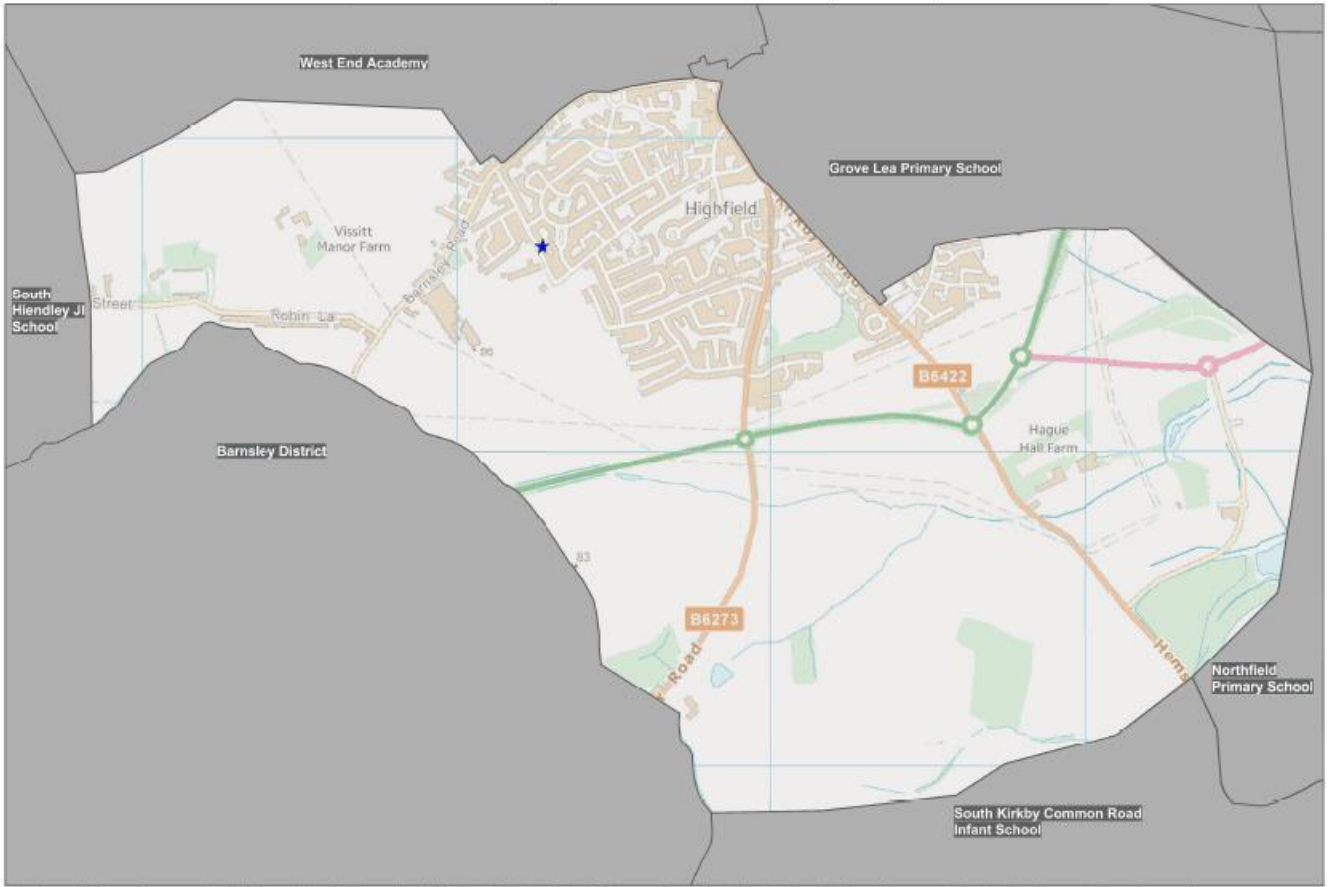 West End Academy
Grove Lea Primary School
Highfield
Kirkby Road
Vissitt
Manor Farm
Barnsley Road
South
Hiendley JI
School
Street
Robin La
B6422
Hague
Hall Farm
Barnsley District
83
B6273
Road
Hems
Northfield
Primary School
South Kirkby Common Road
Infant School